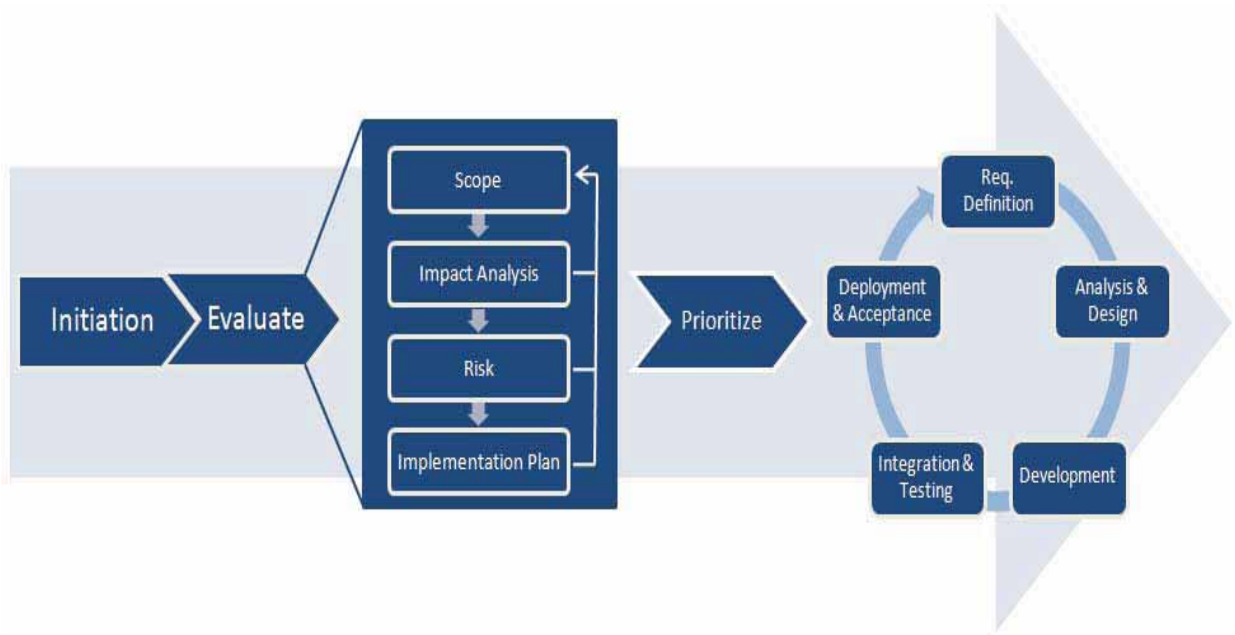 Initiation
Evaluate
Scope
Impact Analysis
Risk
Implementation Plan
Prioritize
Req.
Definition
Analysis &
Design
Development
Integration &
Testing
Deployment
& Acceptance